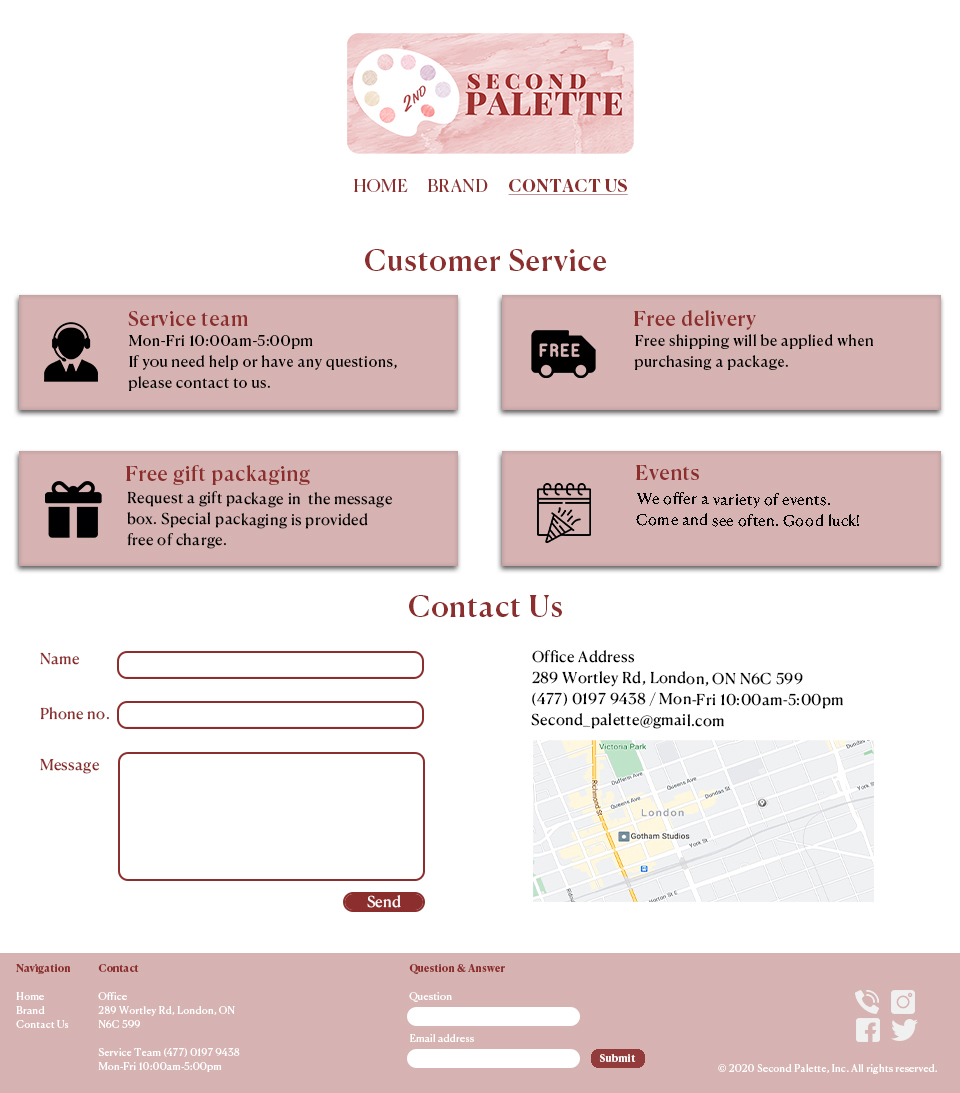 2ND
SECOND
PALETTE
HOME BRAND CONTACT US
Customer Service
Service team
Mon-Fri 10:00am-5:00pm
If you need help or have any questions,
please contact to us.
FREE
Free delivery
Free shipping will be applied when
purchasing a package.
Free gift packaging
Request a gift package in the message
box. Special packaging is provided
free of charge.
Events
We offer a variety of events.
Come and see often. Good luck!
Contact Us
Name
Phone no.
Message
Send
Office Address
289 Wortley Rd, London, ON N6C 599
(477) 0197 9438 / Mon-Fri 10:00am-5:00pm
Second_palette@gmail.com
Victoria Park
Dufferin Ave
Queens Ave
Queens Ave
Dundas St
Richmond St
London
Gotham Studios
York St
York St
Horton St E
Navigation
Home
Brand
Contact Us
Contact
Office
289 Wortley Rd, London, ON
N6C 599
Service Team (477) 0197 9438
Mon-Fri 10:00am-5:00pm
Question & Answer
Question
Email address
Submit
© 2020 Second Palette, Inc. All rights reserved.